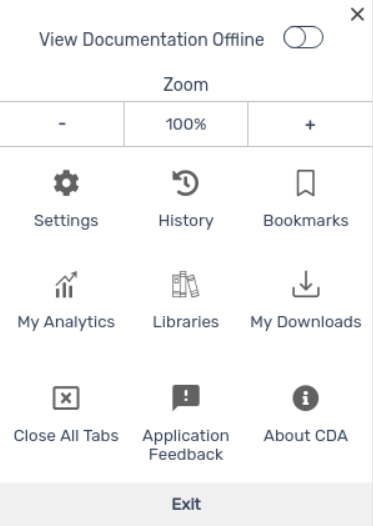 View Documentation Offline
Zoom
- 100% +
Settings History Bookmarks
My Analytics Libraries My Downloads
Close All Tabs Application Feedback About CDA
Exit